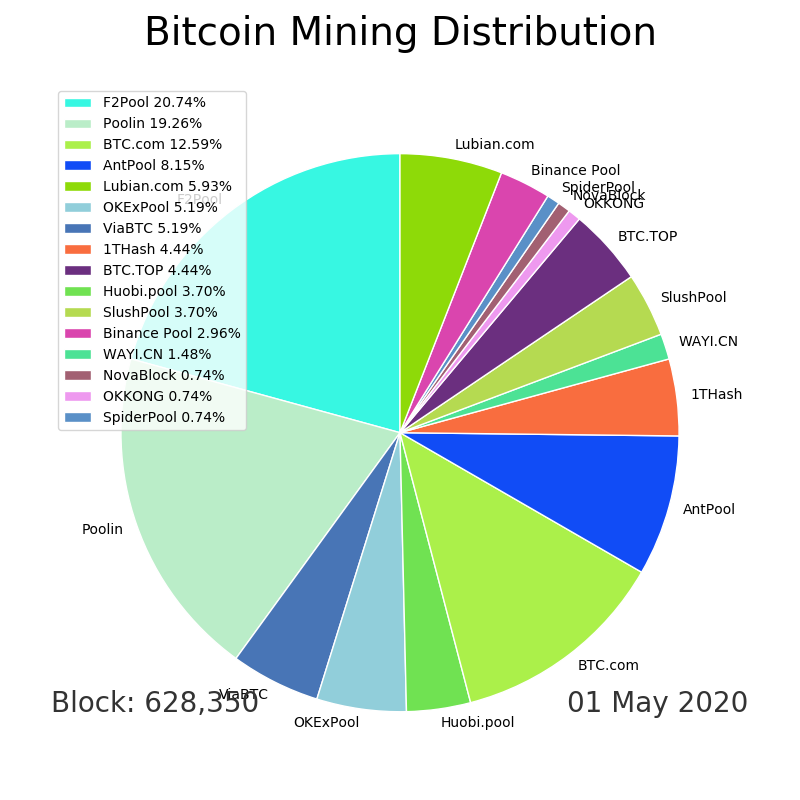 Bitcoin Mining Distribution
F2Pool 20.74%
Poolin 19.26%
BTC.com 12.59%
AntPool 8.15%
Lubian.com 5.93%
OKExPool 5.19%
ViaBTC 5.19%
1THash 4.44%
BTC.TOP 4.44%
Huobi.pool 3.70%
SlushPool 3.70%
Binance Pool 2.96%
WAYI.CN 1.48%
NovaBlock 0.74%
OKKONG 0.74%
SpiderPool 0.74%
F2Pool
Lubian.com
Binance Pool
SpiderPool
NovaBlock
OKKONG
BTC.TOP
SlushPool
WAYI.CN
1THash
AntPool
BTC.com
Huobi.pool
OKExPool
ViaBTC
Poolin
Block: 628,350
01 May 2020